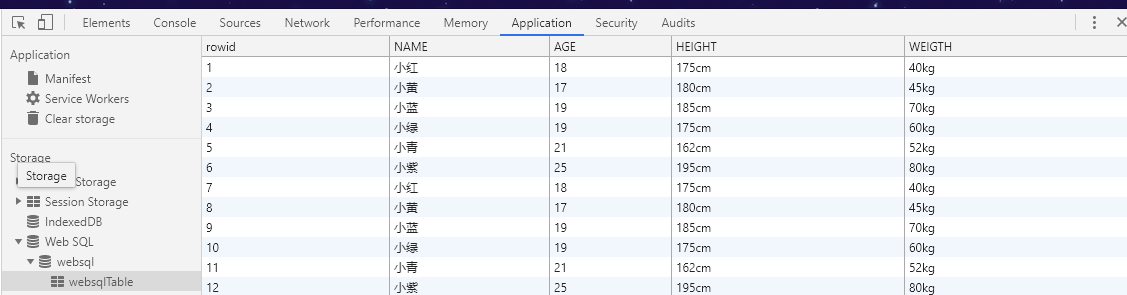 Elements Console Sources Network Performance Memory Application Security Audits
Application
Manifest
Service Workers
Clear storage
Storage
Storage
Storage
Session Storage
IndexedDB
Web SQL
websql
websqlTable
rowid NAME AGE HEIGHT WEIGTH
1 小红 18 175cm 40kg
2 小黄 17 180cm 45kg
3 小蓝 19 185cm 70kg
4 小绿 19 175cm 60kg
5 小青 21 162cm 52kg
6 小紫 25 195cm 80kg
7 小红 18 175cm 40kg
8 小黄 17 180cm 45kg
9 小蓝 19 185cm 70kg
10 小绿 19 175cm 60kg
11 小青 21 162cm 52kg
12 小紫 25 195cm 80kg